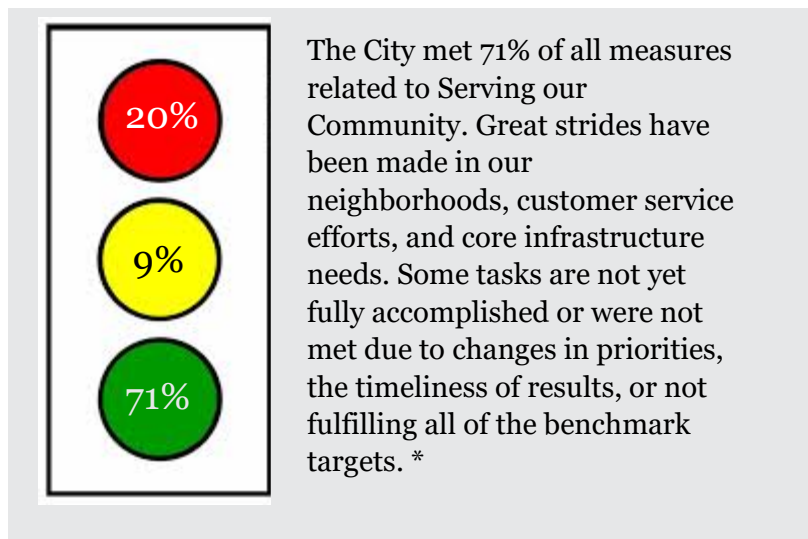 20%
9%
71%
The City met 71% of all measures
related to Serving our
Community. Great strides have
been made in our
neighborhoods, customer service
efforts, and core infrastructure
needs. Some tasks are not yet
fully accomplished or were not
met due to changes in priorities,
the timeliness of results, or not
fulfilling all of the benchmark
targets. *